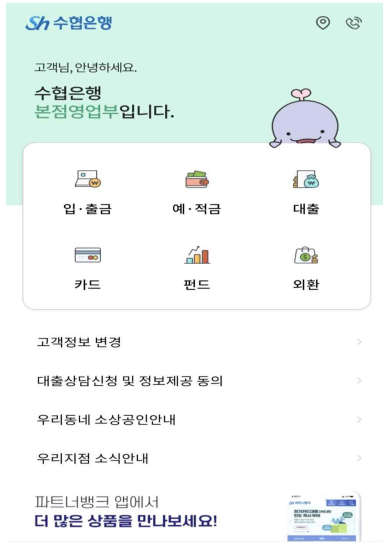 Sh 수협은행
고객님, 안녕하세요.
수협은행
본점영업부입니다.
입·출금
예·적금
대출
카드
펀드
외환
고객정보 변경
대출상담신청 및 정보제공 동의
우리동네 소상공인안내
우리지점 소식안내
파트너뱅크 앱에서
더 많은 상품을 만나보세요!